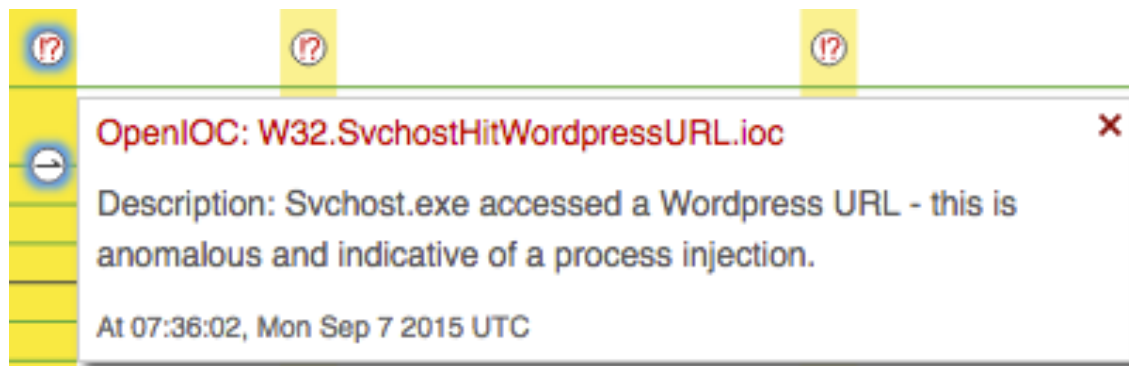 !? !? !?
OpenIOC: W32.SvchostHitWordpressURL.ioc ×
Description: Svchost.exe accessed a Wordpress URL - this is
anomalous and indicative of a process injection.
At 07:36:02, Mon Sep 7 2015 UTC